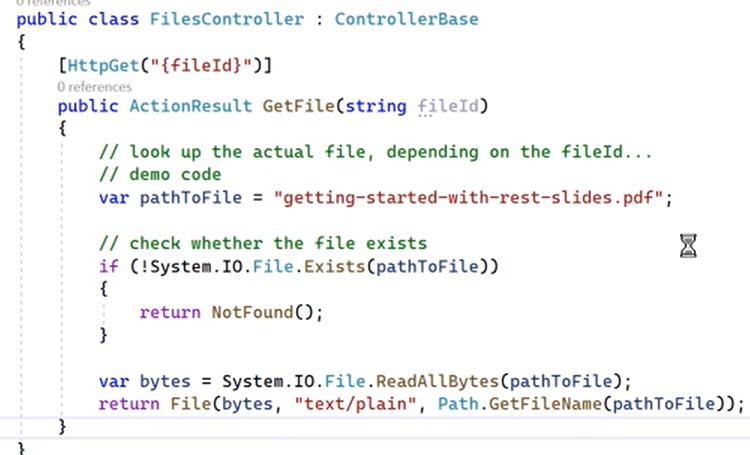 0 references
public class FilesController : ControllerBase
{
[HttpGet("{fileId}")]
0 references
public ActionResult GetFile(string fileId)
{
// look up the actual file, depending on the fileId...
// demo code
var pathToFile = "getting-started-with-rest-slides.pdf";
// check whether the file exists
if (!System.IO.File.Exists(pathToFile))
{
return NotFound();
}
var bytes = System.IO.File.ReadAllBytes(pathToFile);
return File(bytes, "text/plain", Path.GetFileName(pathToFile));
}
}